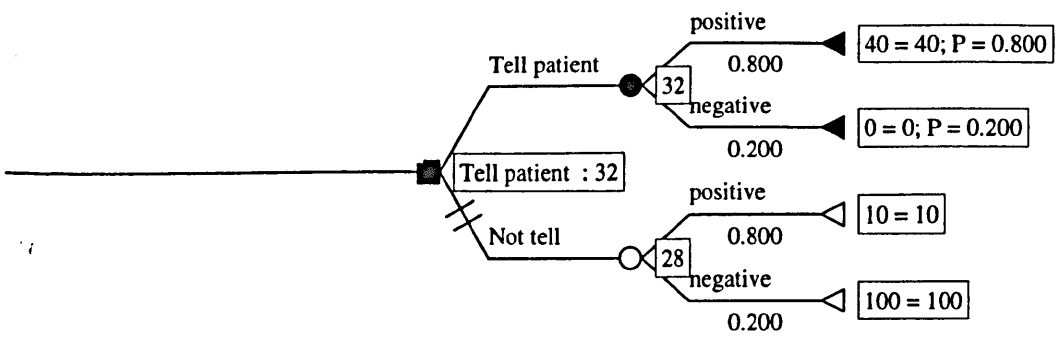 positive
40 = 40; P = 0.800
0.800
Tell patient
32
negative
0 = 0; P = 0.200
0.200
Tell patient : 32
positive
10 = 10
0.800
Not tell
28
negative
100 = 100
0.200